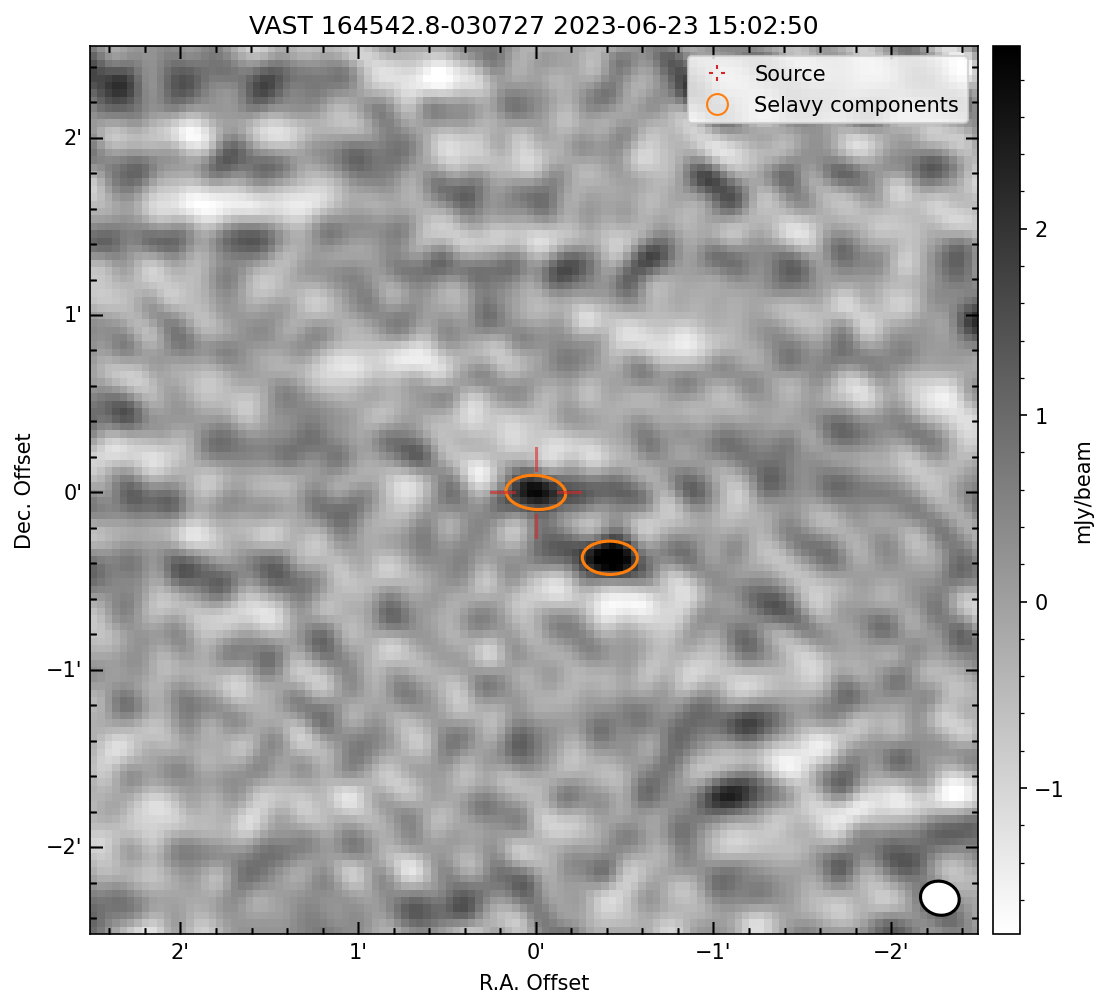 VAST 164542.8-030727 2023-06-23 15:02:50
Source
Selavy components
2'
1'
0'
−1'
−2'
Dec. Offset
2'
1'
0'
−1'
−2'
R.A. Offset
2
1
0
−1
mJy/beam